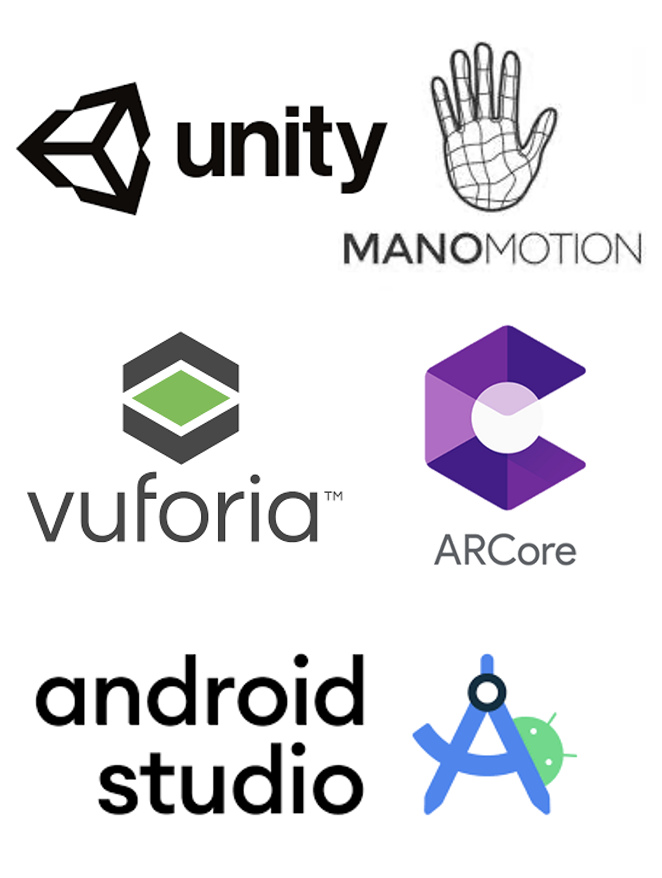 unity
MANOMOTION
vuforia™
ARCore
android
studio